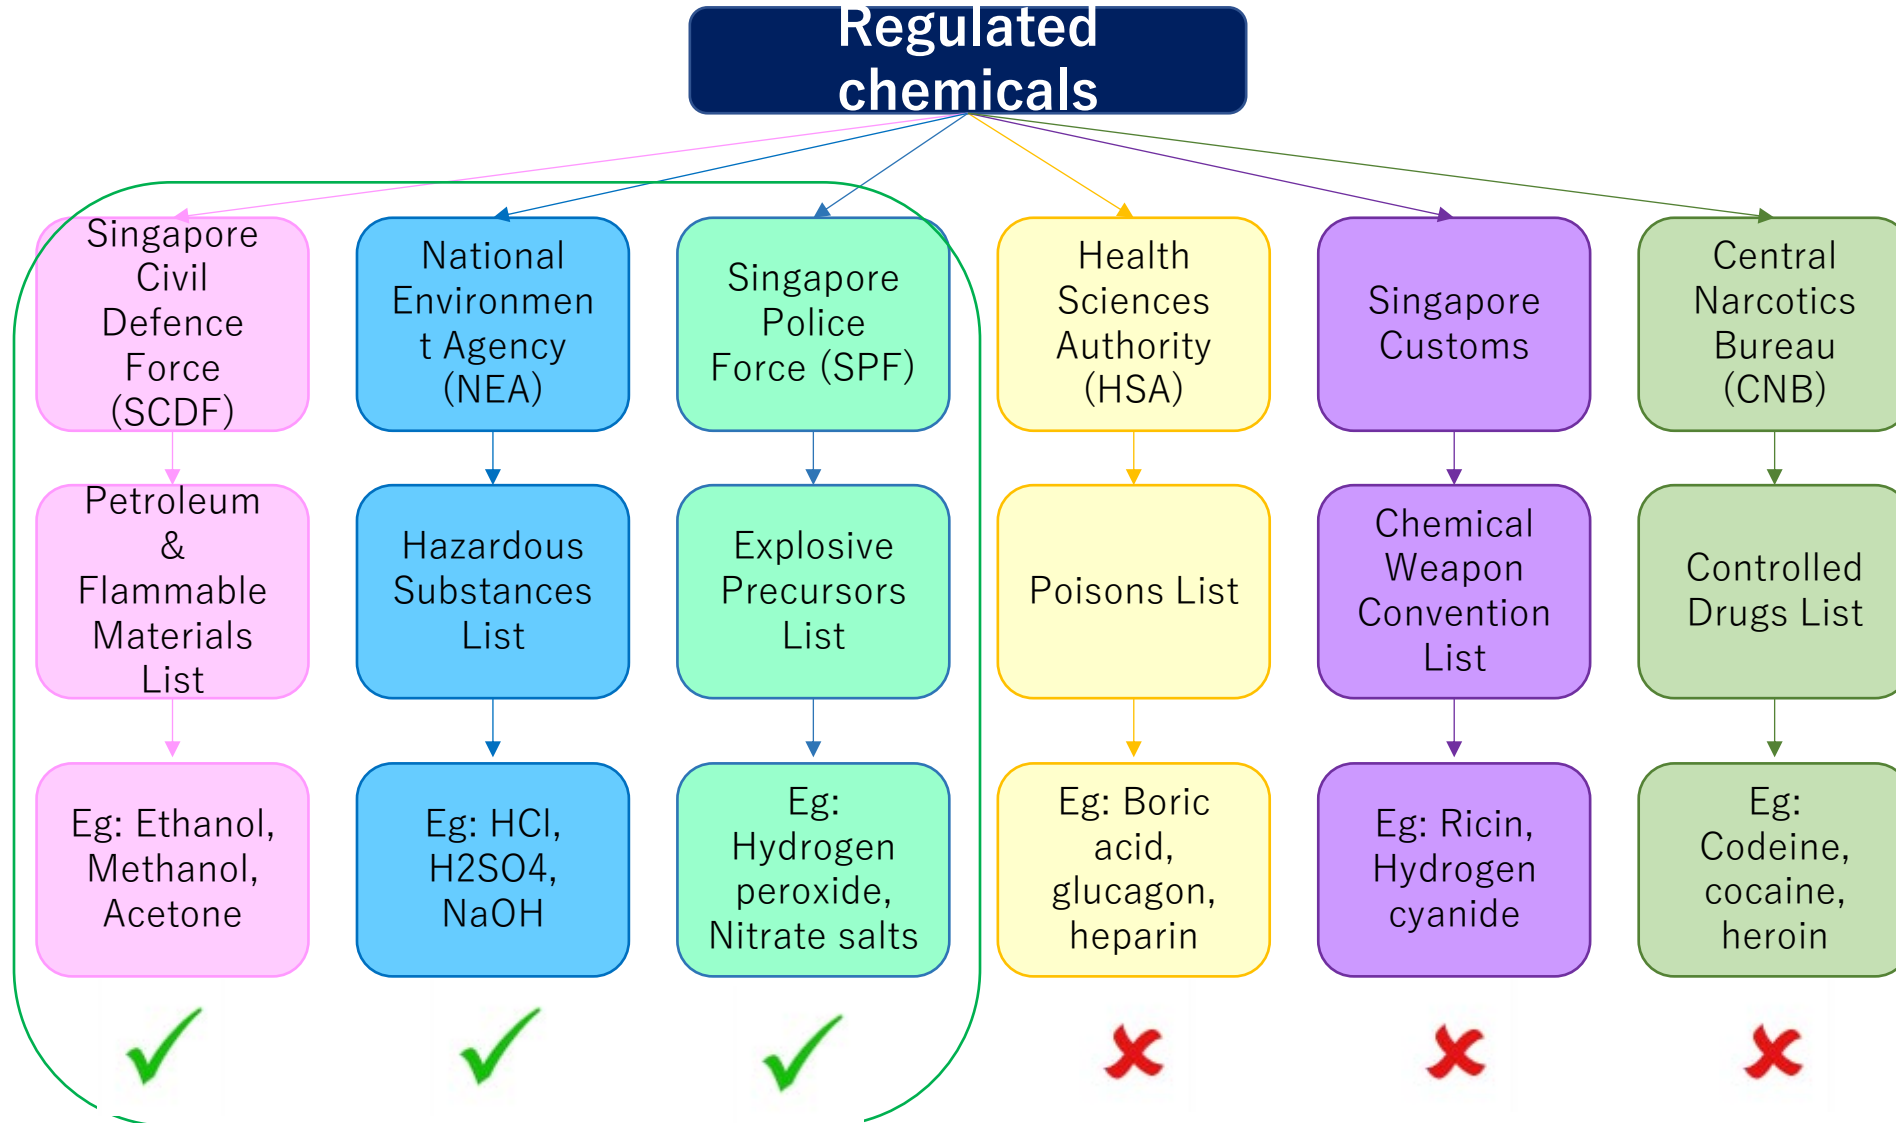 Regulated
chemicals
Singapore
Civil
Defence
Force
(SCDF)
National
Environmen
t Agency
(NEA)
Singapore
Police
Force (SPF)
Health
Sciences
Authority
(HSA)
Singapore
Customs
Central
Narcotics
Bureau
(CNB)
Petroleum
&
Flammable
Materials
List
Hazardous
Substances
List
Explosive
Precursors
List
Poisons List
Chemical
Weapon
Convention
List
Controlled
Drugs List
Eg: Ethanol,
Methanol,
Acetone
Eg: HCl,
H2SO4,
NaOH
Eg:
Hydrogen
peroxide,
Nitrate salts
Eg: Boric
acid,
glucagon,
heparin
Eg: Ricin,
Hydrogen
cyanide
Eg:
Codeine,
cocaine,
heroin